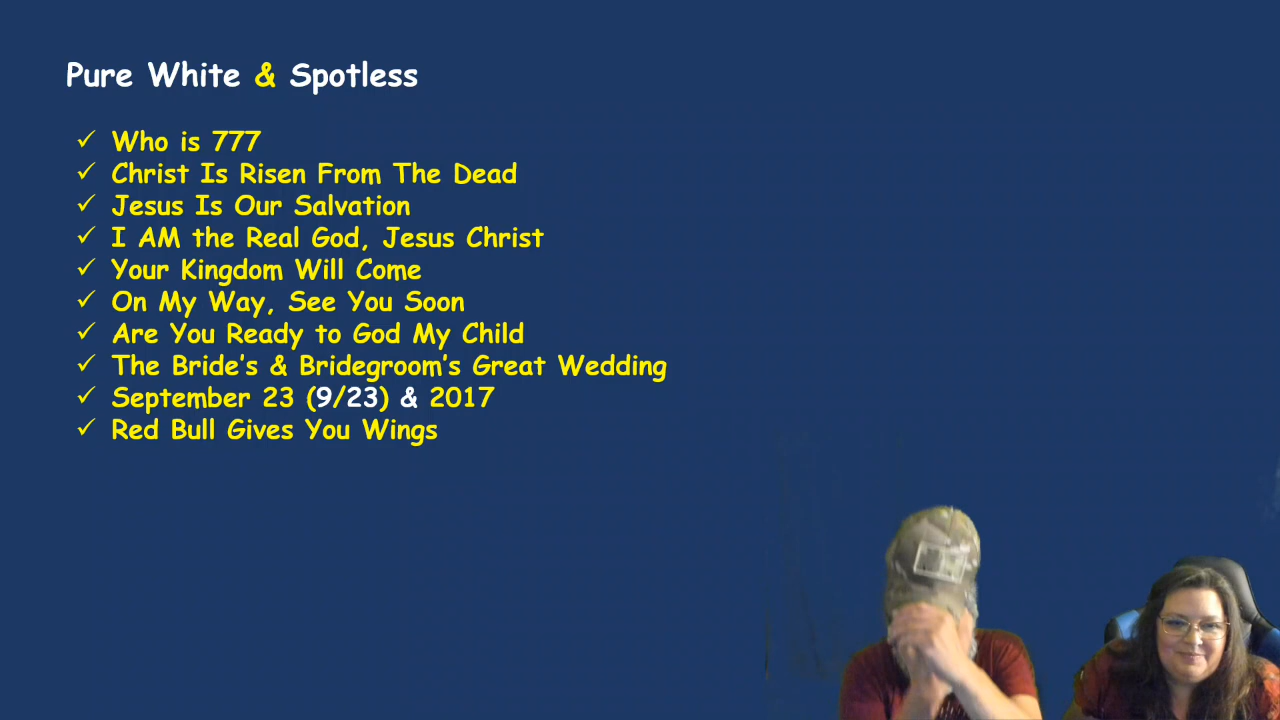 Pure White & Spotless
✓ Who is 777
✓ Christ Is Risen From The Dead
✓ Jesus Is Our Salvation
✓ I AM the Real God, Jesus Christ
✓ Your Kingdom Will Come
✓ On My Way, See You Soon
✓ Are You Ready to God My Child
✓ The Bride's & Bridegroom's Great Wedding
✓ September 23 (9/23) & 2017
✓ Red Bull Gives You Wings